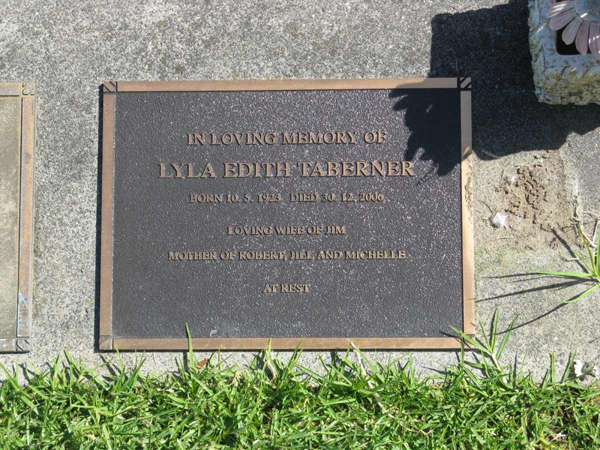 IN LOVING MEMORY OF
LYLA EDITH TABERNER
BORN 10. 5. 1923 DIED 30. 12. 2006
LOVING WIFE OF JIM
MOTHER OF ROBERT, JILL AND MICHELLE
AT REST